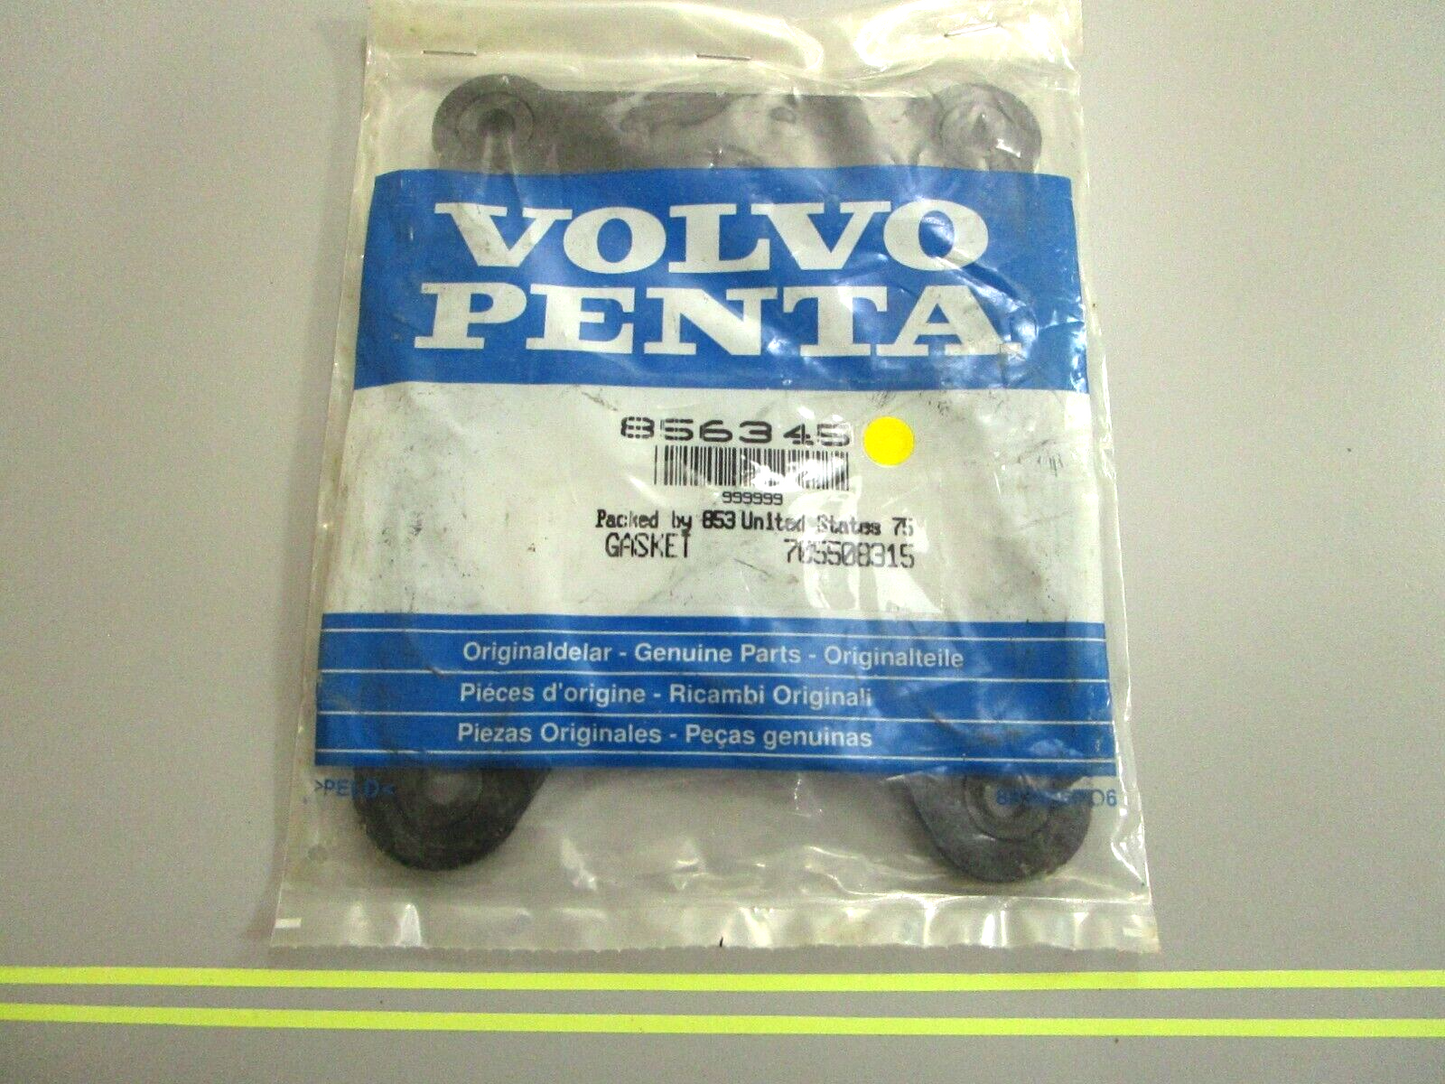 VOLVO
PENTA
856345
999999
Packed by 853 United States 75
GASKET 705508315
Originaldelar - Genuine Parts - Originalteile
Piéces d'origine - Ricambi Originali
Piezas Originales - Peças genuinas